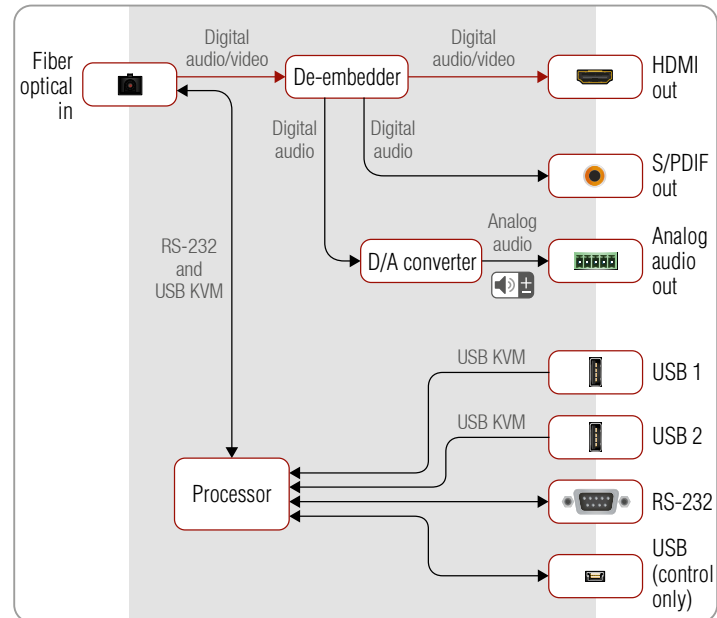 Fiber
optical
in
Digital
audio/video
De-embedder
Digital
audio/video
HDMI
out
Digital
audio
Digital
audio
S/PDIF
out
RS-232
and
USB KVM
D/A converter
Analog
audio
Analog
audio
out
USB KVM
USB 1
USB KVM
USB 2
Processor
RS-232
USB
(control
only)